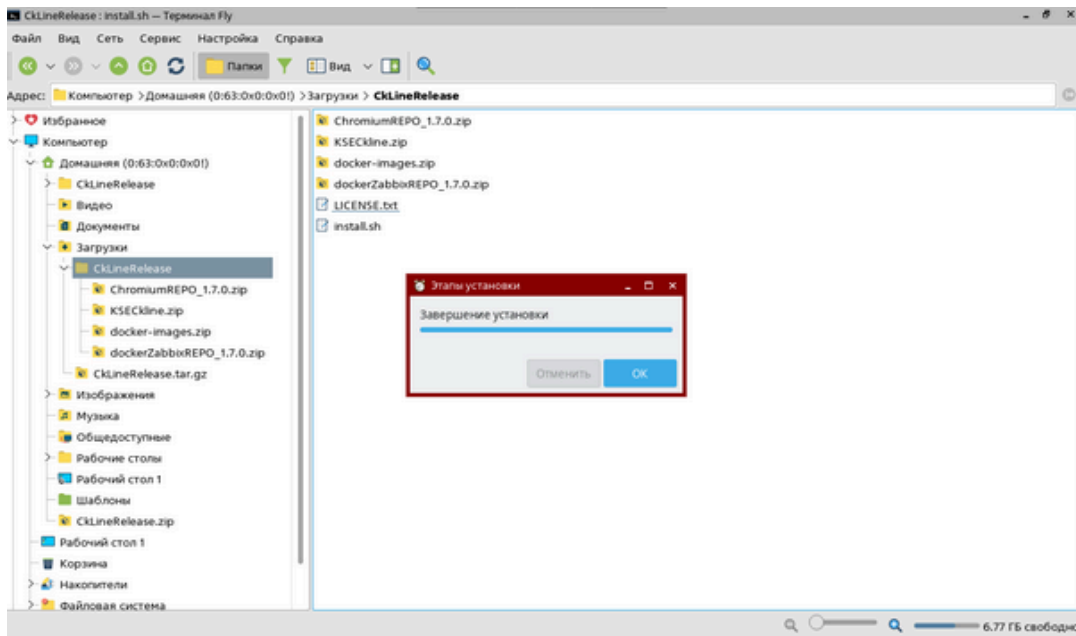 CkLineRelease : install.sh — Терминал Fly
Файл Вид Сеть Сервис Настройка Справка
Папки Вид
Адрес: Компьютер >Домашняя (0:63:0x0:0x0!) >Загрузки > CkLineRelease
Избранное
Компьютер
Домашняя (0:63:0x0:0x0!)
CkLineRelease
Видео
Документы
Загрузки
CkLineRelease
ChromiumREPO_1.7.0.zip
KSECkline.zip
docker-images.zip
dockerZabbixREPO_1.7.0.zip
CkLineRelease.tar.gz
Изображения
Музыка
Общедоступные
Рабочие столы
Рабочий стол 1
Шаблоны
CkLineRelease.zip
Рабочий стол 1
Корзина
Накопители
Файловая система
ChromiumREPO_1.7.0.zip
KSECkline.zip
docker-images.zip
dockerZabbixREPO_1.7.0.zip
LICENSE.txt
install.sh
Этапы установки
Завершение установки
Отменить OK
6.77 ГБ свободно